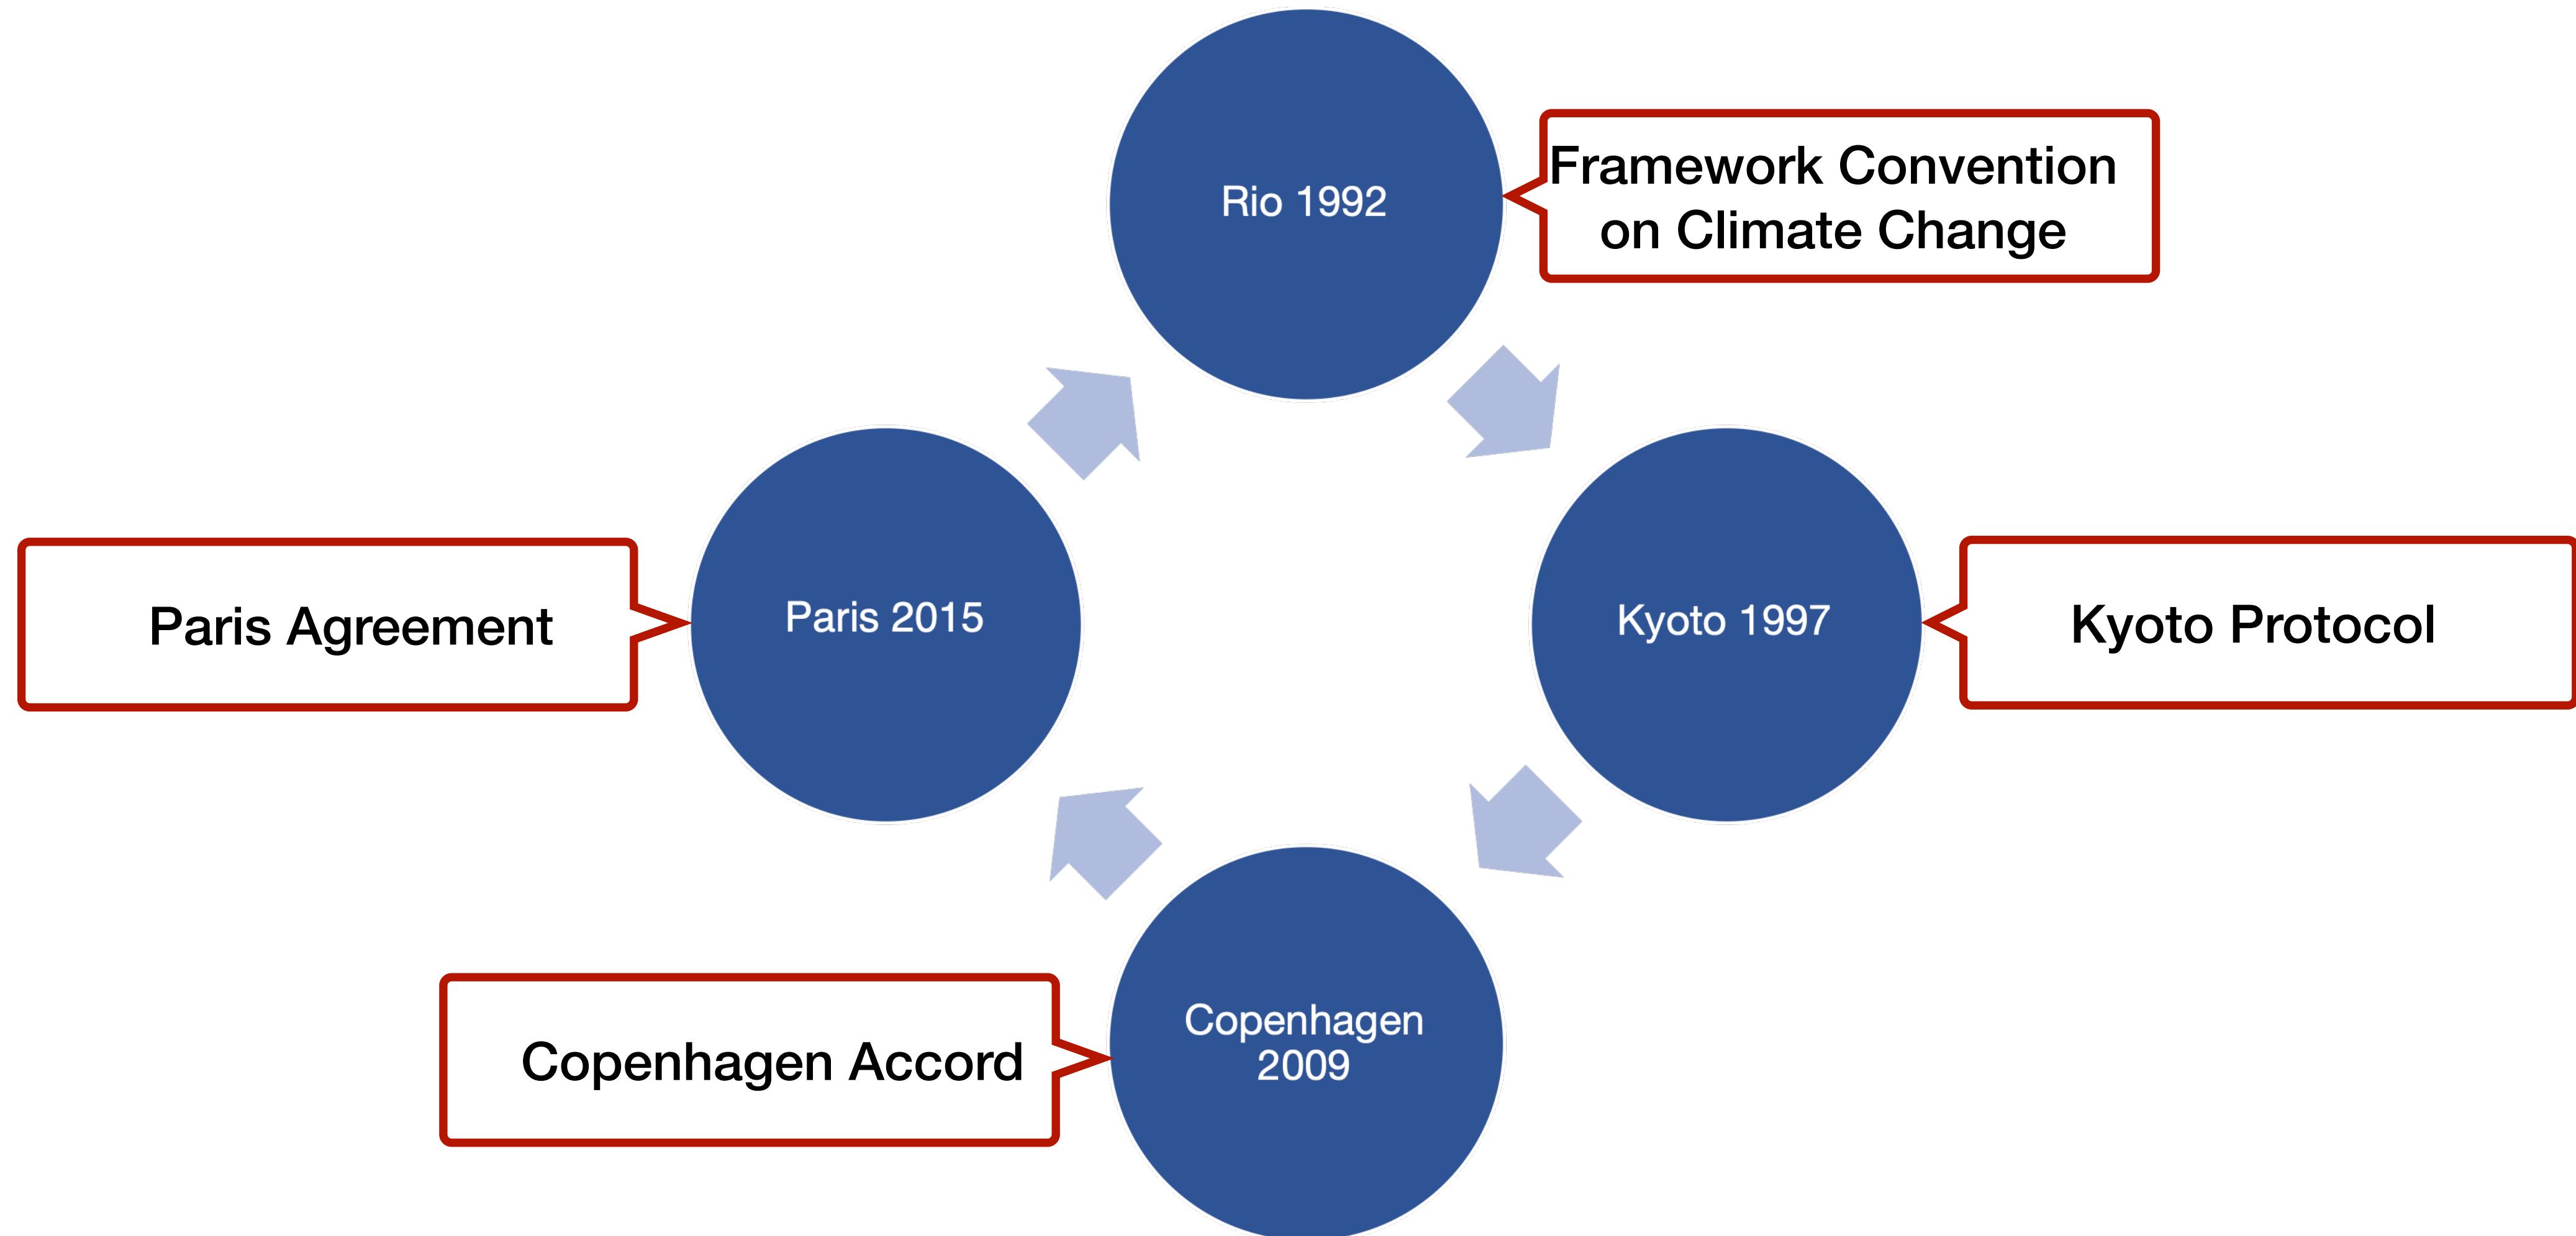 Rio 1992
Framework Convention
on Climate Change
Paris Agreement
Paris 2015
Kyoto 1997
Kyoto Protocol
Copenhagen Accord
Copenhagen
2009